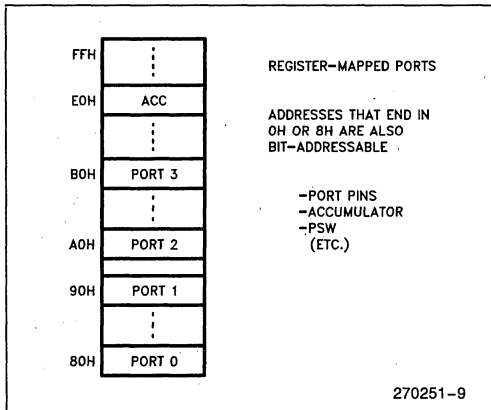 FFH
E0H ACC
B0H PORT 3
A0H PORT 2
90H PORT 1
80H PORT 0
REGISTER-MAPPED PORTS
ADDRESSES THAT END IN
0H OR 8H ARE ALSO
BIT-ADDRESSABLE
-PORT PINS
-ACCUMULATOR
-PSW
(ETC.)
270251-9